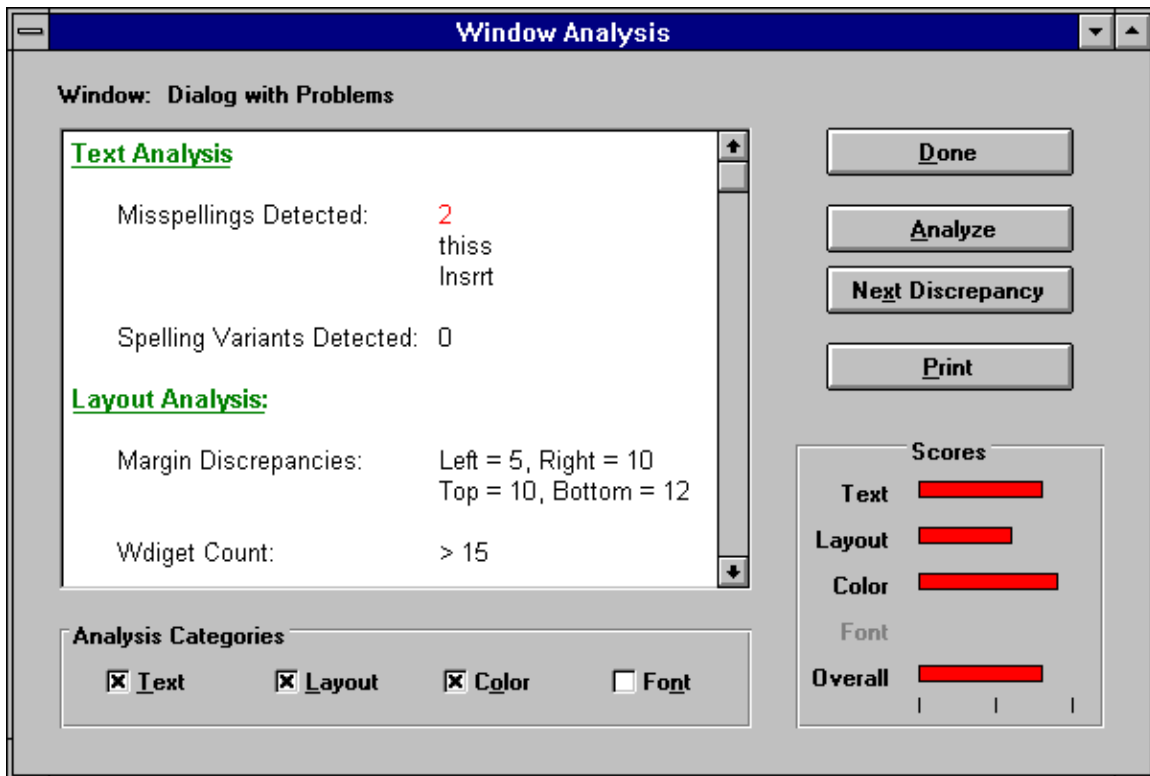 Window Analysis
Window: Dialog with Problems
Text Analysis
Misspellings Detected: 2
thiss
Insrrt
Spelling Variants Detected: 0
Layout Analysis:
Margin Discrepancies: Left = 5, Right = 10
Top = 10, Bottom = 12
Wdiget Count: > 15
Done
Analyze
Next Discrepancy
Print
Analysis Categories
Text Layout Color Font
Scores
Text
Layout
Color
Font
Overall